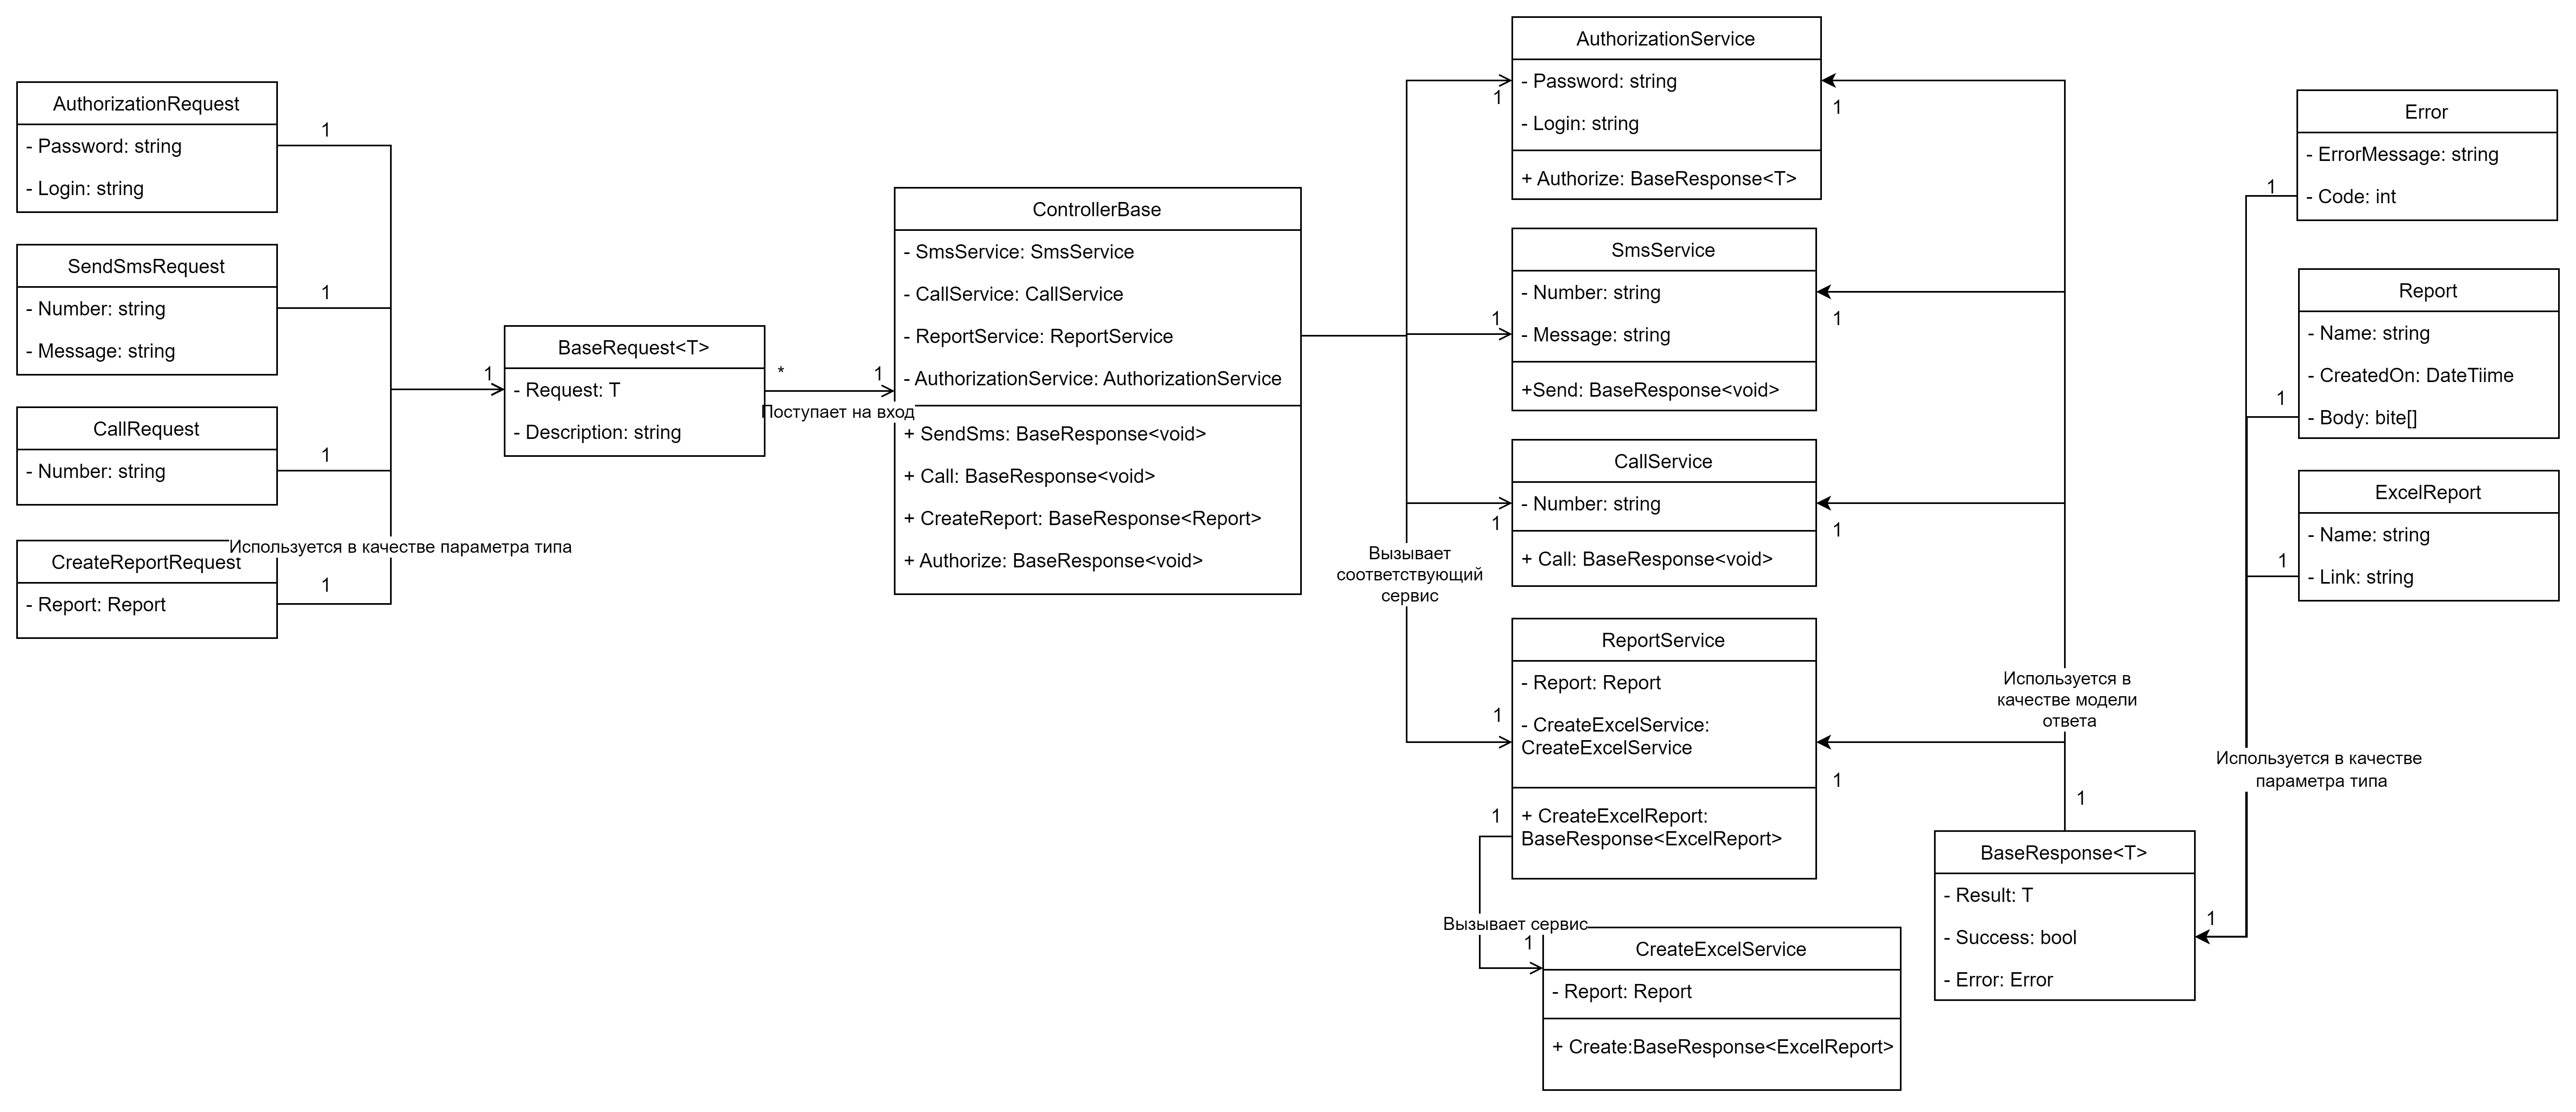 AuthorizationRequest
- Password: string
- Login: string
1
SendSmsRequest
- Number: string
- Message: string
1
CallRequest
- Number: string
1
CreateReportRequest
- Report: Report
1
Используется в качестве параметра типа
1
BaseRequest<T>
- Request: T
- Description: string
*
1
Поступает на вход
ControllerBase
- SmsService: SmsService
- CallService: CallService
- ReportService: ReportService
- AuthorizationService: AuthorizationService
+ SendSms: BaseResponse<void>
+ Call: BaseResponse<void>
+ CreateReport: BaseResponse<Report>
+ Authorize: BaseResponse<void>
Вызывает
соответствующий
сервис
1
AuthorizationService
- Password: string
- Login: string
+ Authorize: BaseResponse<T>
1
1
SmsService
- Number: string
- Message: string
+Send: BaseResponse<void>
1
1
CallService
- Number: string
+ Call: BaseResponse<void>
1
1
ReportService
- Report: Report
- CreateExcelService:
CreateExcelService
+ CreateExcelReport:
BaseResponse<ExcelReport>
1
1
Вызывает сервис
1
CreateExcelService
- Report: Report
+ Create:BaseResponse<ExcelReport>
Используется в
качестве модели
ответа
1
BaseResponse<T>
- Result: T
- Success: bool
- Error: Error
1
Используется в качестве
параметра типа
1
Error
- ErrorMessage: string
- Code: int
1
Report
- Name: string
- CreatedOn: DateTiime
- Body: bite[]
1
ExcelReport
- Name: string
- Link: string